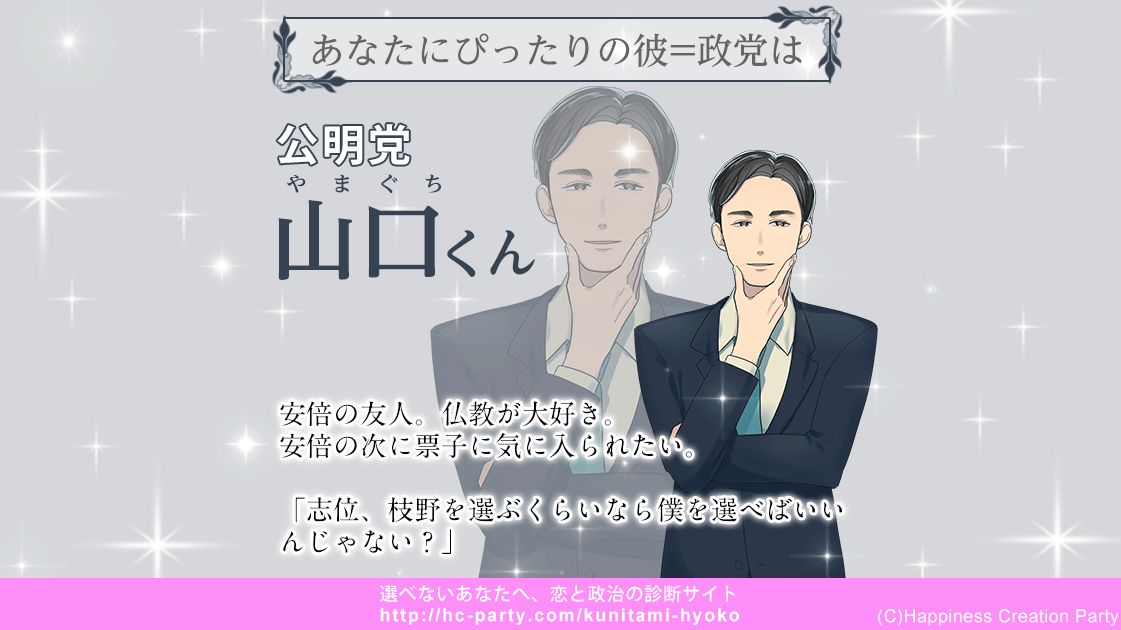 あなたにぴったりの彼=政党は
公明党
やまぐち
山口くん
安倍の友人。仏教が大好き。
安倍の次に票子に気に入られたい。
「志位、枝野を選ぶくらいなら僕を選べばいい
んじゃない?」
選べないあなたへ、恋と政治の診断サイト
http://hc-party.com/kunitami-hyoko
(C)Happiness Creation Party